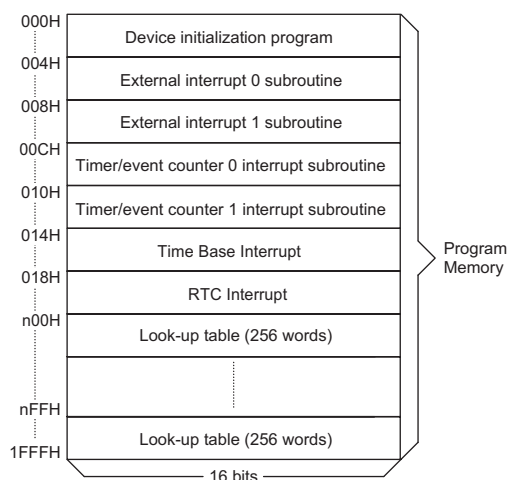 000H
Device initialization program
004H
External interrupt 0 subroutine
008H
External interrupt 1 subroutine
00CH
Timer/event counter 0 interrupt subroutine
010H
Timer/event counter 1 interrupt subroutine
014H
Time Base Interrupt
018H
RTC Interrupt
n00H
Look-up table (256 words)
nFFH
Look-up table (256 words)
1FFFH
16 bits
Program
Memory